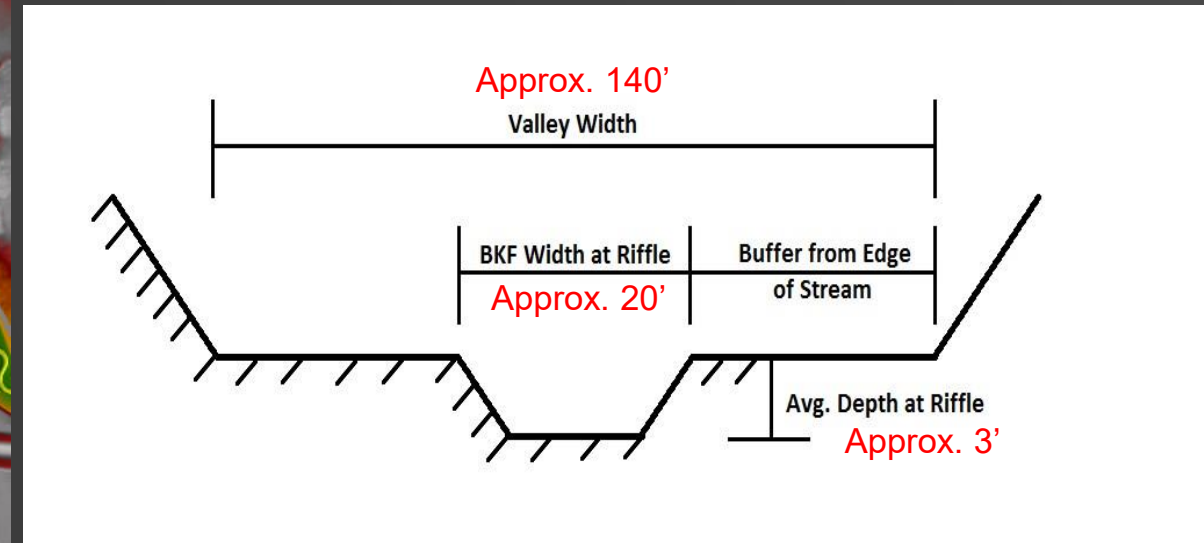 Approx. 140’
Valley Width
BKF Width at Riffle
Approx. 20’
Buffer from Edge
of Stream
Avg. Depth at Riffle
Approx. 3’